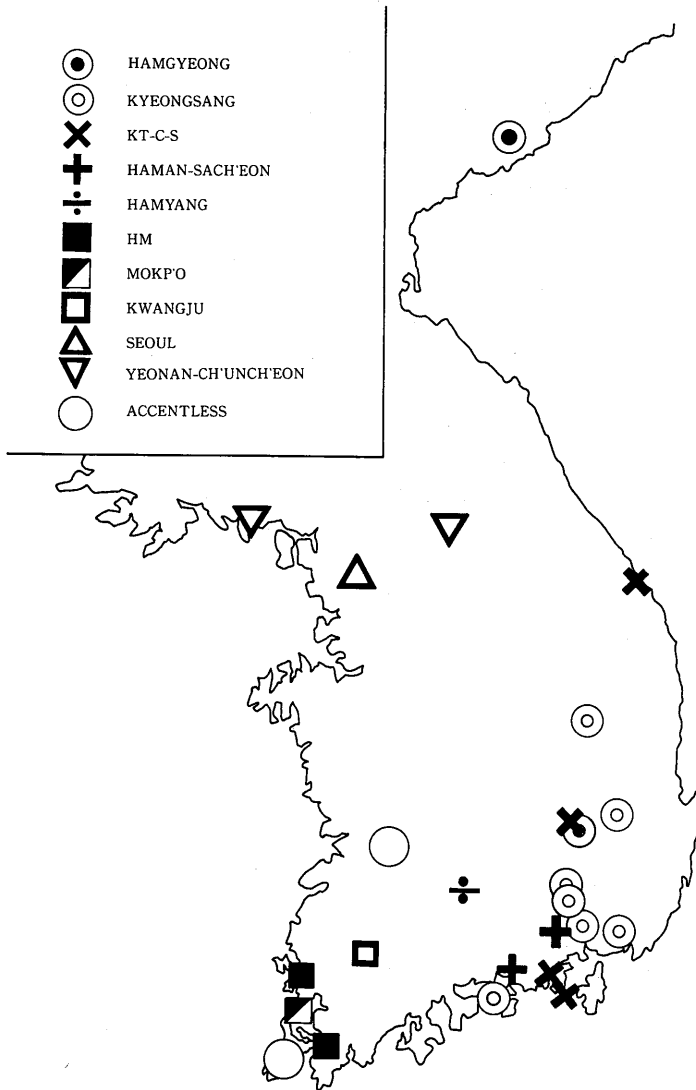 HAMGYEONG
KYEONGSANG
KT-C-S
HAMAN-SACH'EON
HAMYANG
HM
MOKP'O
KWANGJU
SEOUL
YEONAN-CH'UNCH'EON
ACCENTLESS